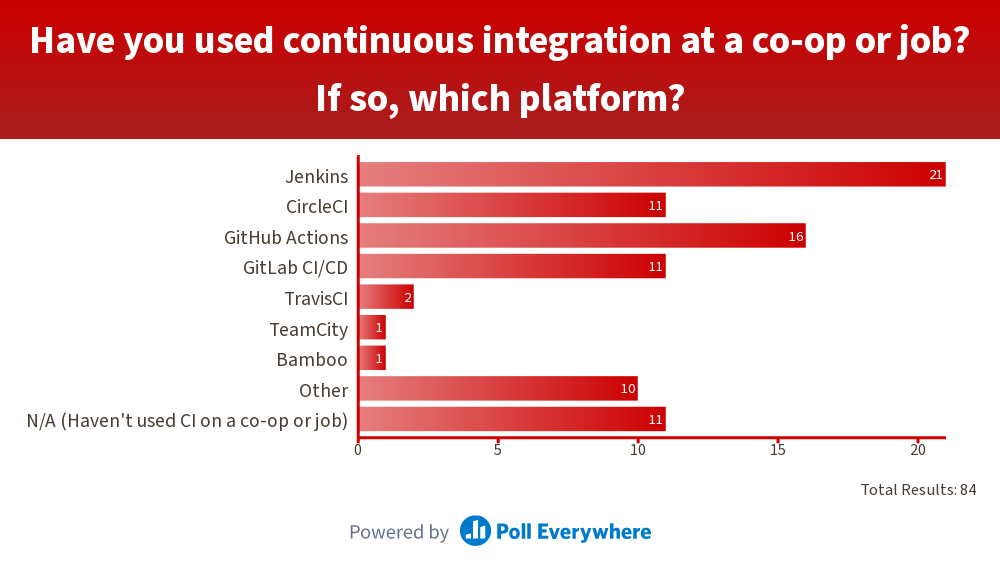 Have you used continuous integration at a co-op or job?
If so, which platform?
Jenkins 21
CircleCI 11
GitHub Actions 16
GitLab CI/CD 11
TravisCI 2
TeamCity 1
Bamboo 1
Other 10
N/A (Haven't used CI on a co-op or job) 11
0 5 10 15 20
Total Results: 84
Powered by Poll Everywhere